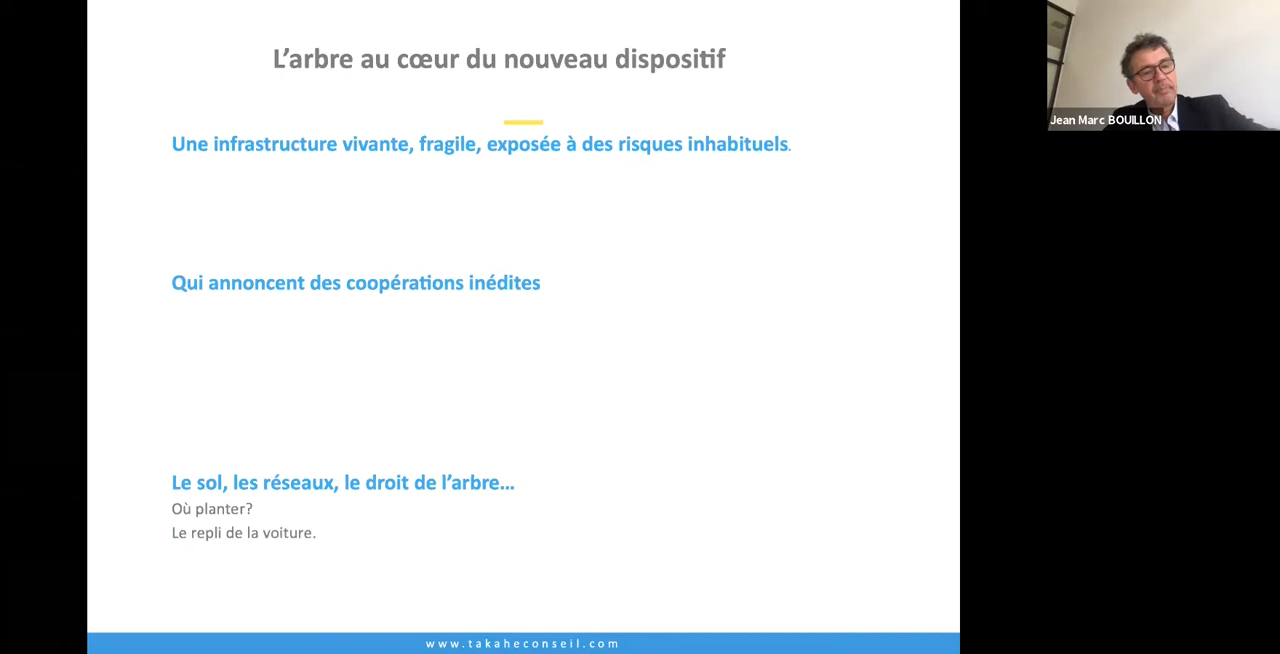 L'arbre au cœur du nouveau dispositif
Une infrastructure vivante, fragile, exposée à des risques inhabituels.
Qui annoncent des coopérations inédites
Le sol, les réseaux, le droit de l'arbre...
Où planter?
Le repli de la voiture.
www.takaheconseil.com
Jean Marc BOUILLON